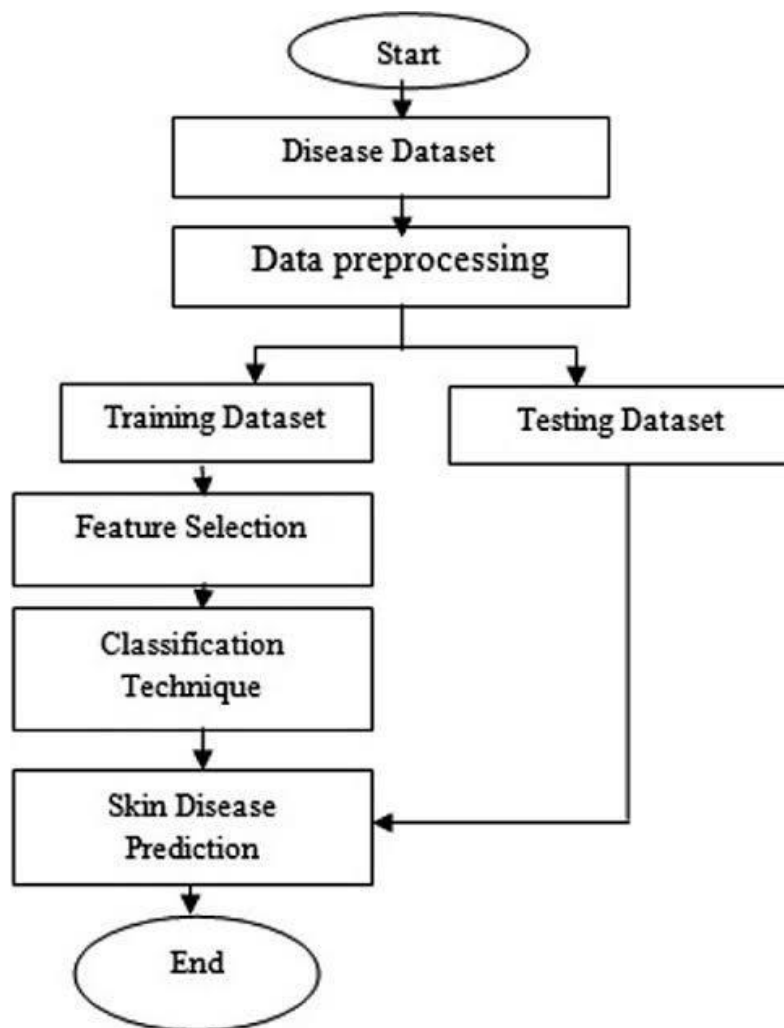 Start
Disease Dataset
Data preprocessing
Training Dataset
Testing Dataset
Feature Selection
Classification
Technique
Skin Disease
Prediction
End